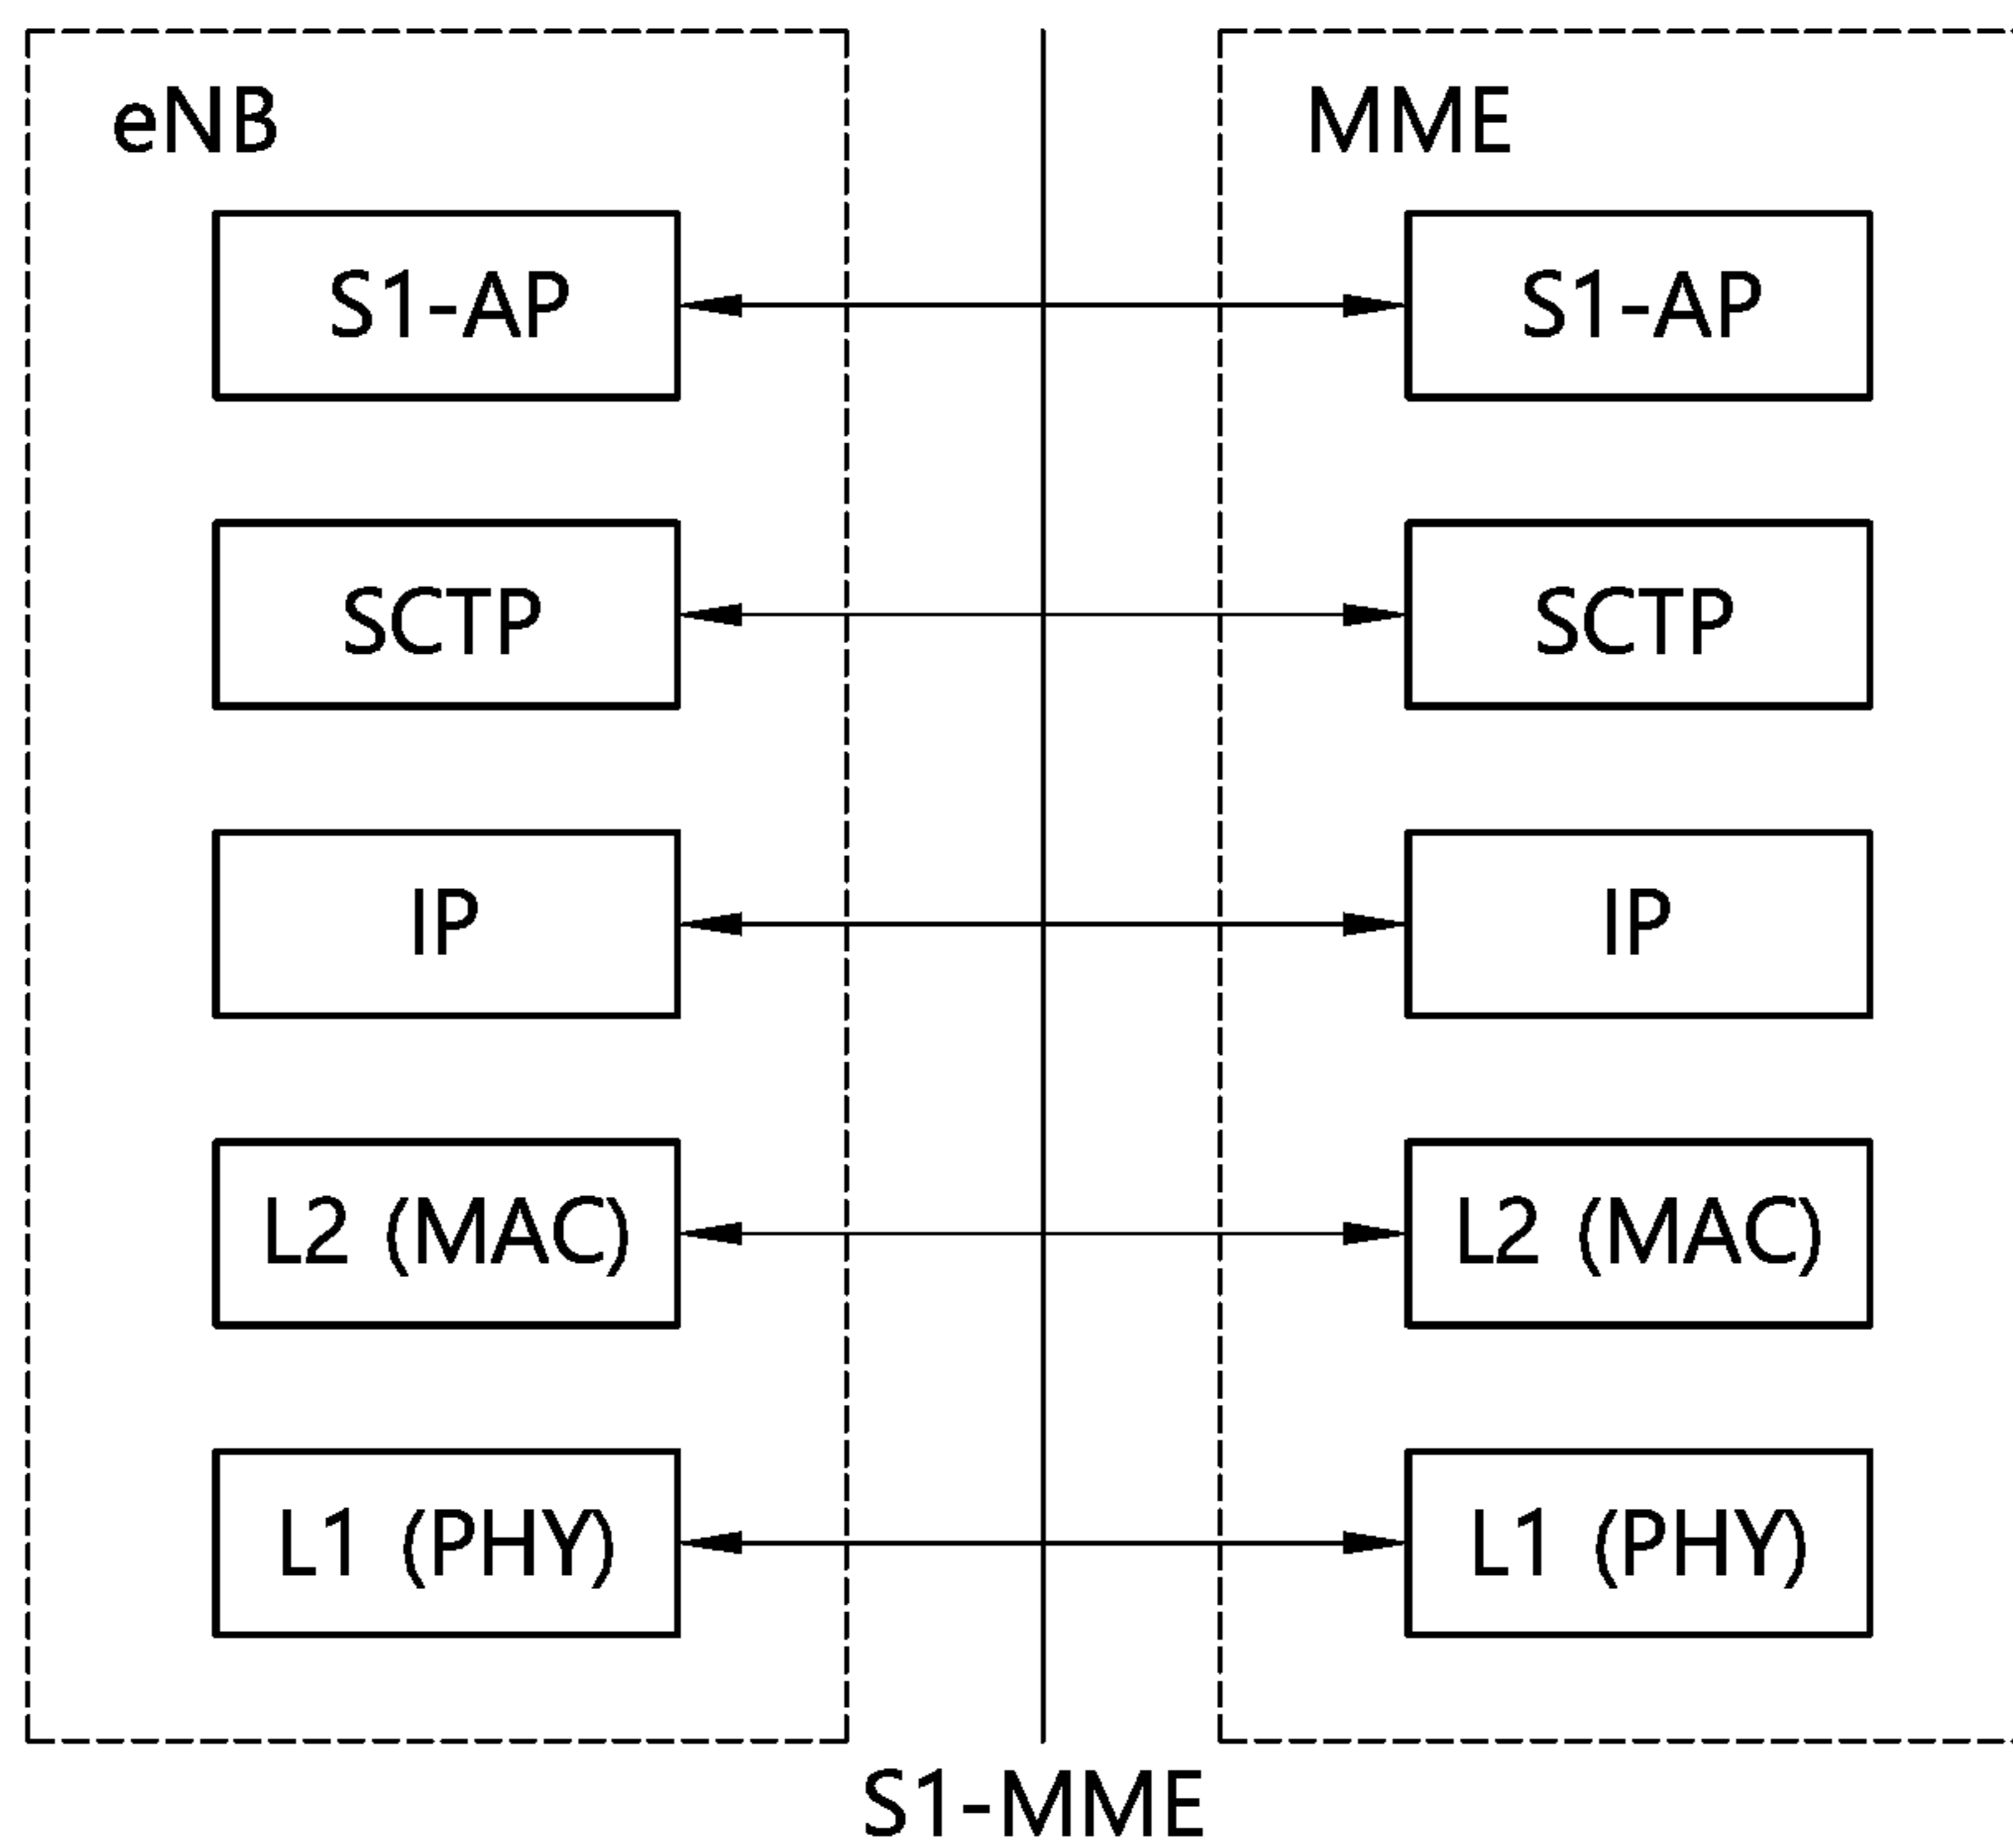 eNB MME
S1-AP S1-AP
SCTP SCTP
IP IP
L2 (MAC) L2 (MAC)
L1 (PHY) L1 (PHY)
S1-MME